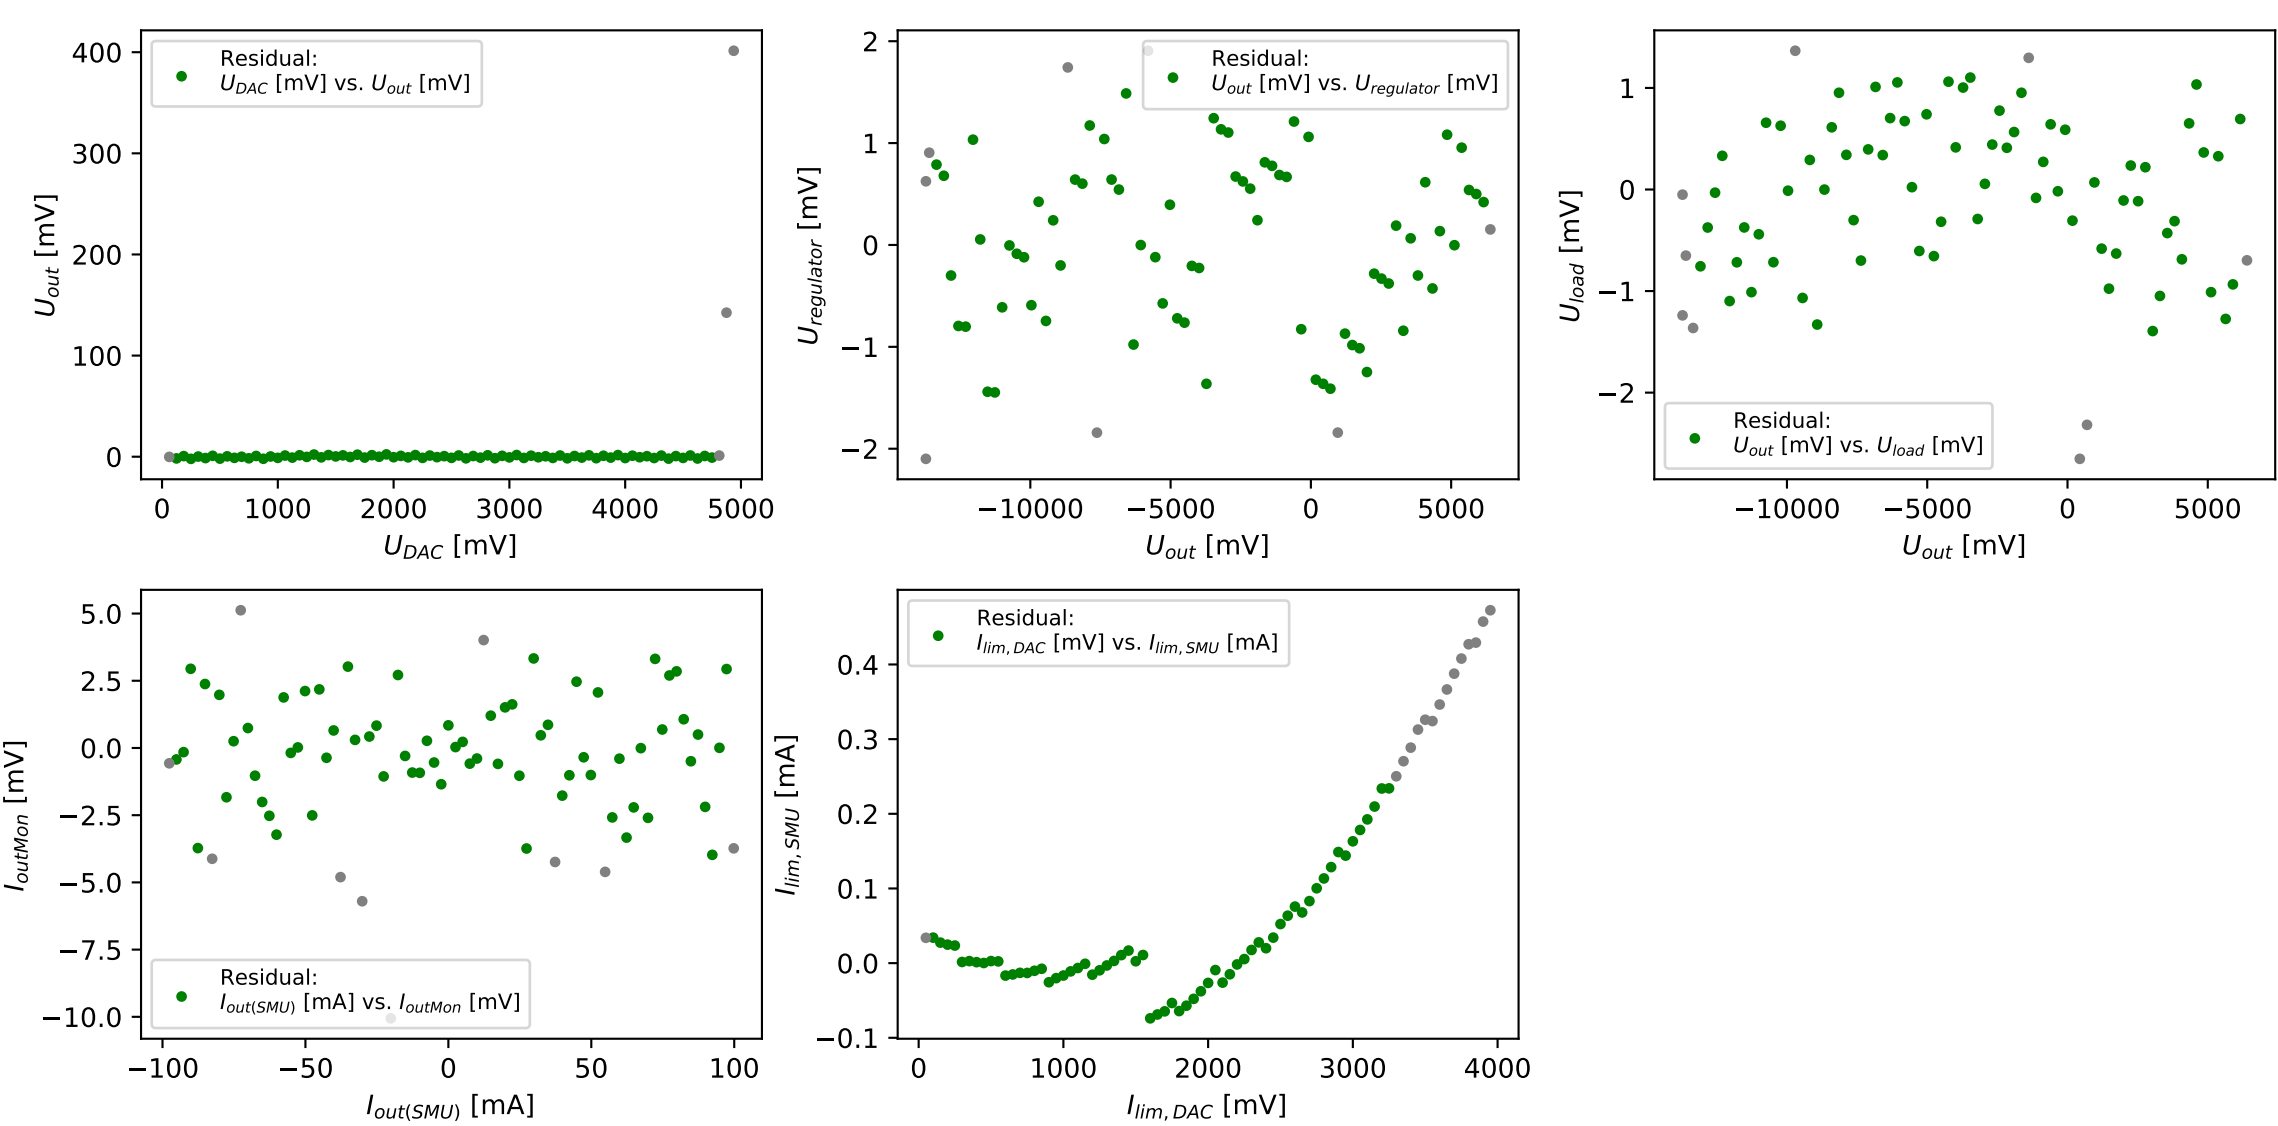 Residual:
U_DAC [mV] vs. U_out [mV]
400
300
200
100
0
U_out [mV]
0 1000 2000 3000 4000 5000
U_DAC [mV]
Residual:
U_out [mV] vs. U_regulator [mV]
2
1
0
−1
−2
U_regulator [mV]
−10000 −5000 0 5000
U_out [mV]
1
0
−1
−2
U_load [mV]
Residual:
U_out [mV] vs. U_load [mV]
−10000 −5000 0 5000
U_out [mV]
5.0
2.5
0.0
−2.5
−5.0
−7.5
−10.0
I_outMon [mV]
Residual:
I_out(SMU) [mA] vs. I_outMon [mV]
−100 −50 0 50 100
I_out(SMU) [mA]
Residual:
I_lim,DAC [mV] vs. I_lim,SMU [mA]
0.4
0.3
0.2
0.1
0.0
−0.1
I_lim,SMU [mA]
0 1000 2000 3000 4000
I_lim,DAC [mV]